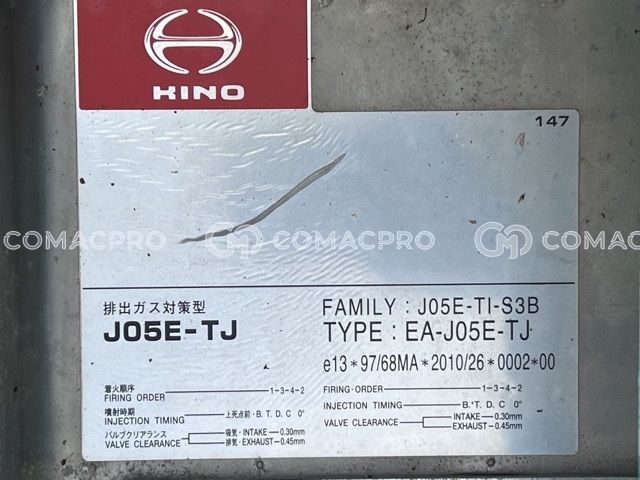 HINO
147
COMACPRO COMACPRO COMACPRO
排出ガス対策型
J05E-TJ
FAMILY : J05E-TI-S3B
TYPE : EA-J05E-TJ
e13*97/68MA*2010/26*0002*00
着火順序
FIRING ORDER 1-3-4-2
噴射時期
INJECTION TIMING 上死点前・B.T.D.C 0°
バルブクリアランス
VALVE CLEARANCE
吸気・INTAKE-0.30mm
排気・EXHAUST-0.45mm
FIRING ORDER 1-3-4-2
INJECTION TIMING B.T.D.C 0°
VALVE CLEARANCE
INTAKE-0.30mm
EXHAUST-0.45mm